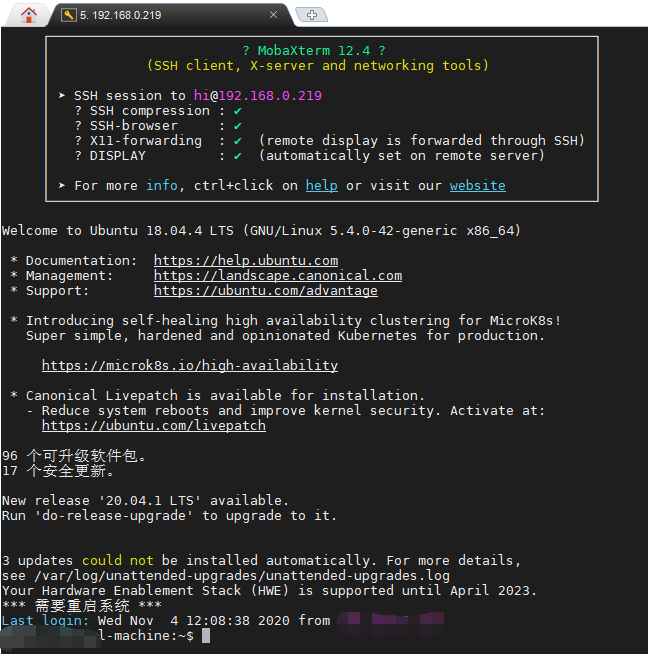 5. 192.168.0.219
? MobaXterm 12.4 ?
(SSH client, X-server and networking tools)
➤ SSH session to hi@192.168.0.219
? SSH compression : ✔
? SSH-browser : ✔
? X11-forwarding : ✔ (remote display is forwarded through SSH)
? DISPLAY : ✔ (automatically set on remote server)
➤ For more info, ctrl+click on help or visit our website
Welcome to Ubuntu 18.04.4 LTS (GNU/Linux 5.4.0-42-generic x86_64)
* Documentation: https://help.ubuntu.com
* Management: https://landscape.canonical.com
* Support: https://ubuntu.com/advantage
* Introducing self-healing high availability clustering for MicroK8s!
Super simple, hardened and opinionated Kubernetes for production.
https://microk8s.io/high-availability
* Canonical Livepatch is available for installation.
- Reduce system reboots and improve kernel security. Activate at:
https://ubuntu.com/livepatch
96 个可升级软件包。
17 个安全更新。
New release '20.04.1 LTS' available.
Run 'do-release-upgrade' to upgrade to it.
3 updates could not be installed automatically. For more details,
see /var/log/unattended-upgrades/unattended-upgrades.log
Your Hardware Enablement Stack (HWE) is supported until April 2023.
*** 需要重启系统 ***
Last login: Wed Nov 4 12:08:38 2020 from
l-machine:~$